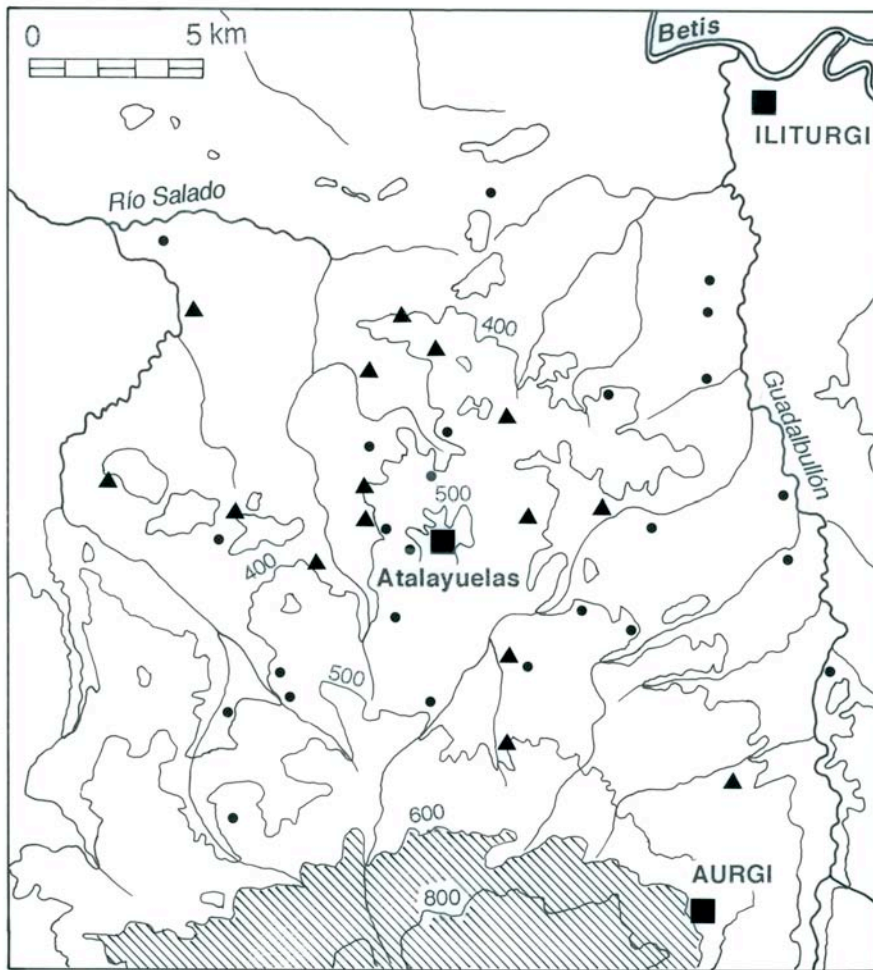 0 5 km
Betis
ILITURGI
Río Salado
400
Guadalbullón
500
Atalayuelas
400
500
600
AURGI
800